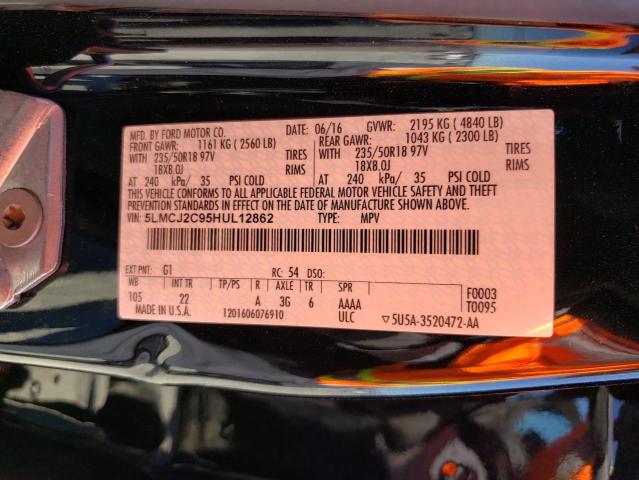 MFD. BY FORD MOTOR CO. DATE: 06/16 GVWR: 2195 KG ( 4840 LB)
FRONT GAWR: 1161 KG ( 2560 LB) REAR GAWR: 1043 KG ( 2300 LB)
WITH 235/50R18 97V TIRES WITH 235/50R18 97V TIRES
18X8.0J RIMS 18X8.0J RIMS
AT 240 kPa/ 35 PSI COLD AT 240 kPa/ 35 PSI COLD
THIS VEHICLE CONFORMS TO ALL APPLICABLE FEDERAL MOTOR VEHICLE SAFETY AND THEFT
PREVENTION STANDARDS IN EFFECT ON THE DATE OF MANUFACTURE SHOWN ABOVE.
VIN: 5LMCJ2C95HUL12862 TYPE: MPV
EXT PNT: G1 RC: 54 DSO:
WB TP/PS R AXLE TR SPR F0003
105 22 A 3G 6 AAAA T0095
MADE IN U.S.A. 1201606076910 ULC ▽5U5A-3520472-AA